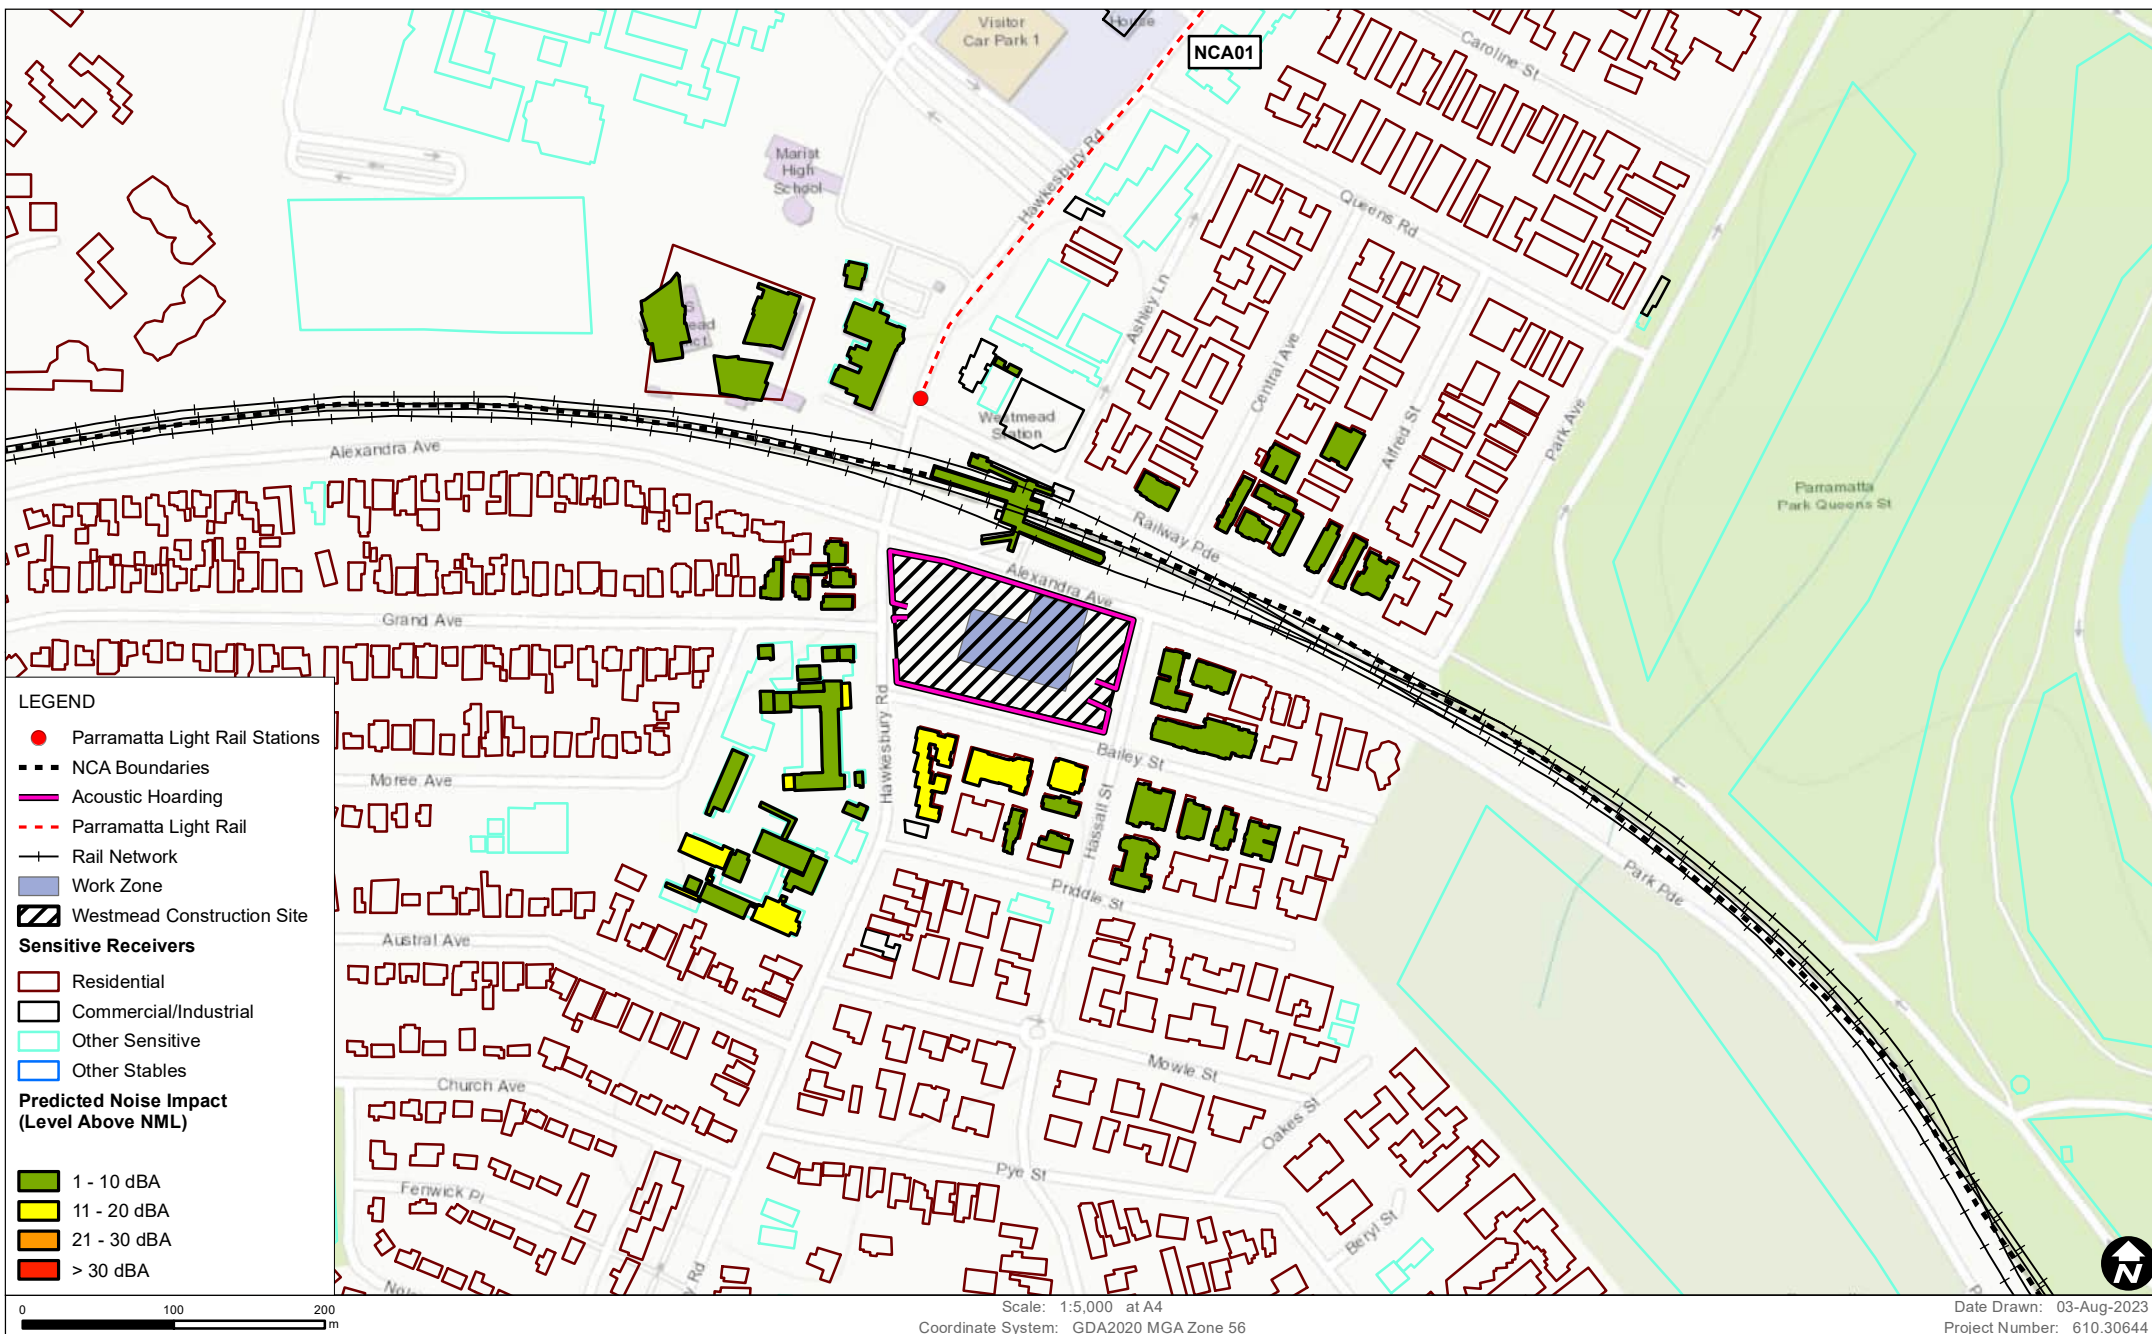 Visitor
Car Park 1
House
NCA01
Caroline St
Hawkesbury Rd
Marist
High
School
Queens Rd
Ashley Ln
Central Ave
Alfred St
Park Ave
Westmead
Station
Parramatta
Park Queens St
Alexandra Ave
Railway Pde
Alexandra Ave
Grand Ave
Hawkesbury Rd
Bailey St
Hassall St
Moree Ave
Priddle St
Park Pde
Austral Ave
Mowle St
Church Ave
Oakes St
Pye St
Fenwick Pl
Beryl St
LEGEND
Parramatta Light Rail Stations
NCA Boundaries
Acoustic Hoarding
Parramatta Light Rail
Rail Network
Work Zone
Westmead Construction Site
Sensitive Receivers
Residential
Commercial/Industrial
Other Sensitive
Other Stables
Predicted Noise Impact
(Level Above NML)
1 - 10 dBA
11 - 20 dBA
21 - 30 dBA
> 30 dBA
N
0 100 200
m
Scale: 1:5,000 at A4
Coordinate System: GDA2020 MGA Zone 56
Date Drawn: 03-Aug-2023
Project Number: 610.30644